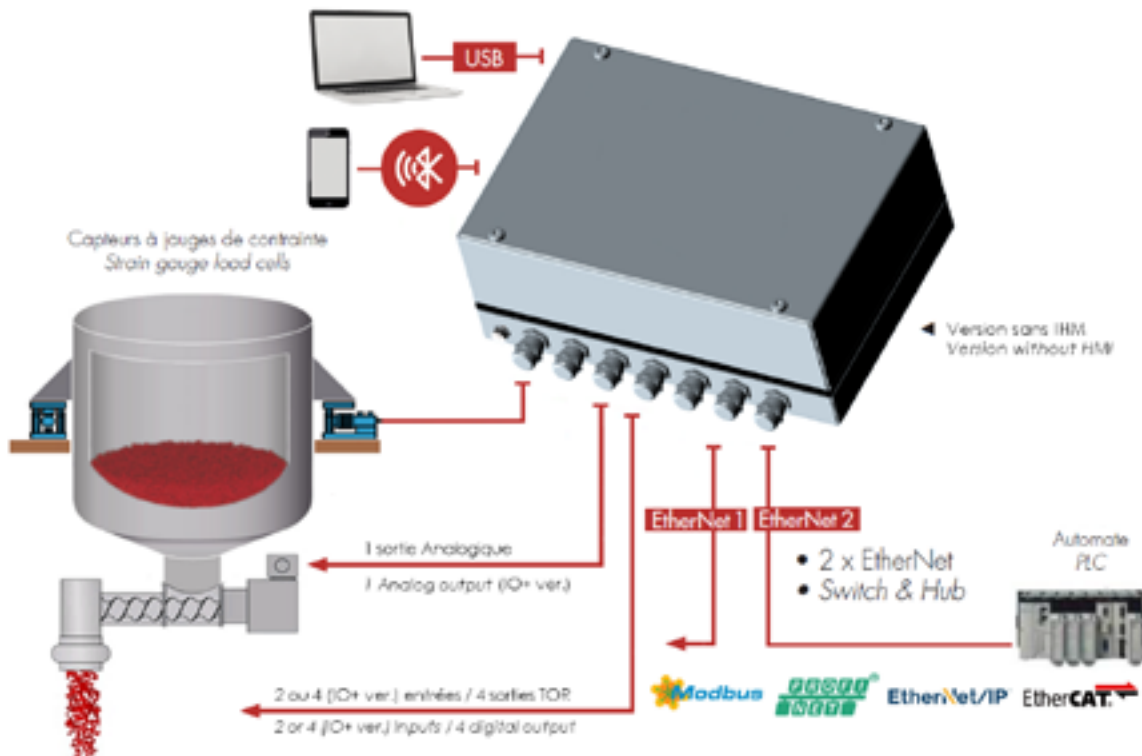 USB
Capteurs à jauges de contrainte
Strain gauge load cells
Version sans IHM
Version without HMI
EtherNet 1
EtherNet 2
1 sortie Analogique
1 Analog output (IO+ ver.)
• 2 x EtherNet
• Switch & Hub
Automate
PLC
2 ou 4 (IO+ ver.) entrées / 4 sorties TOR
2 or 4 (IO+ ver.) inputs / 4 digital output
Modbus
PROFI
NET
EtherNet/IP
EtherCAT